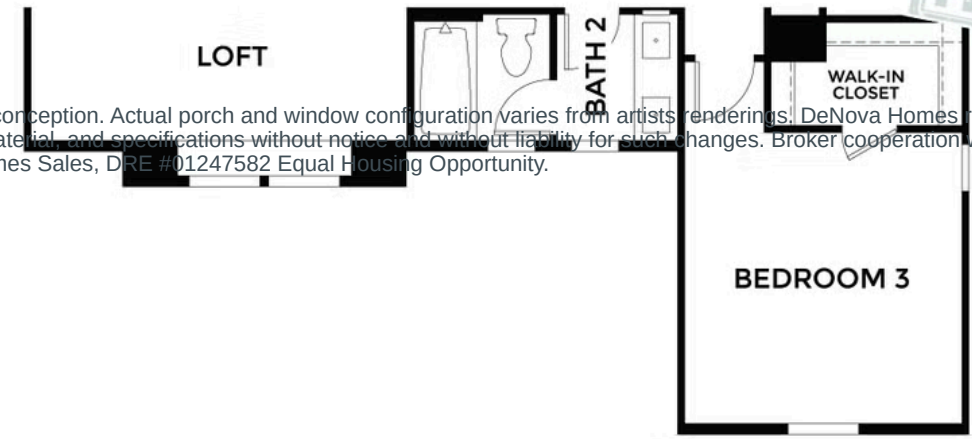 LOFT
BATH 2
WALK-IN
CLOSET
conception. Actual porch and window configuration varies from artists renderings. DeNova Homes
and specifications without notice and without liability for such changes. Broker cooperation
Sales, DRE #01247582 Equal Housing Opportunity.
BEDROOM 3